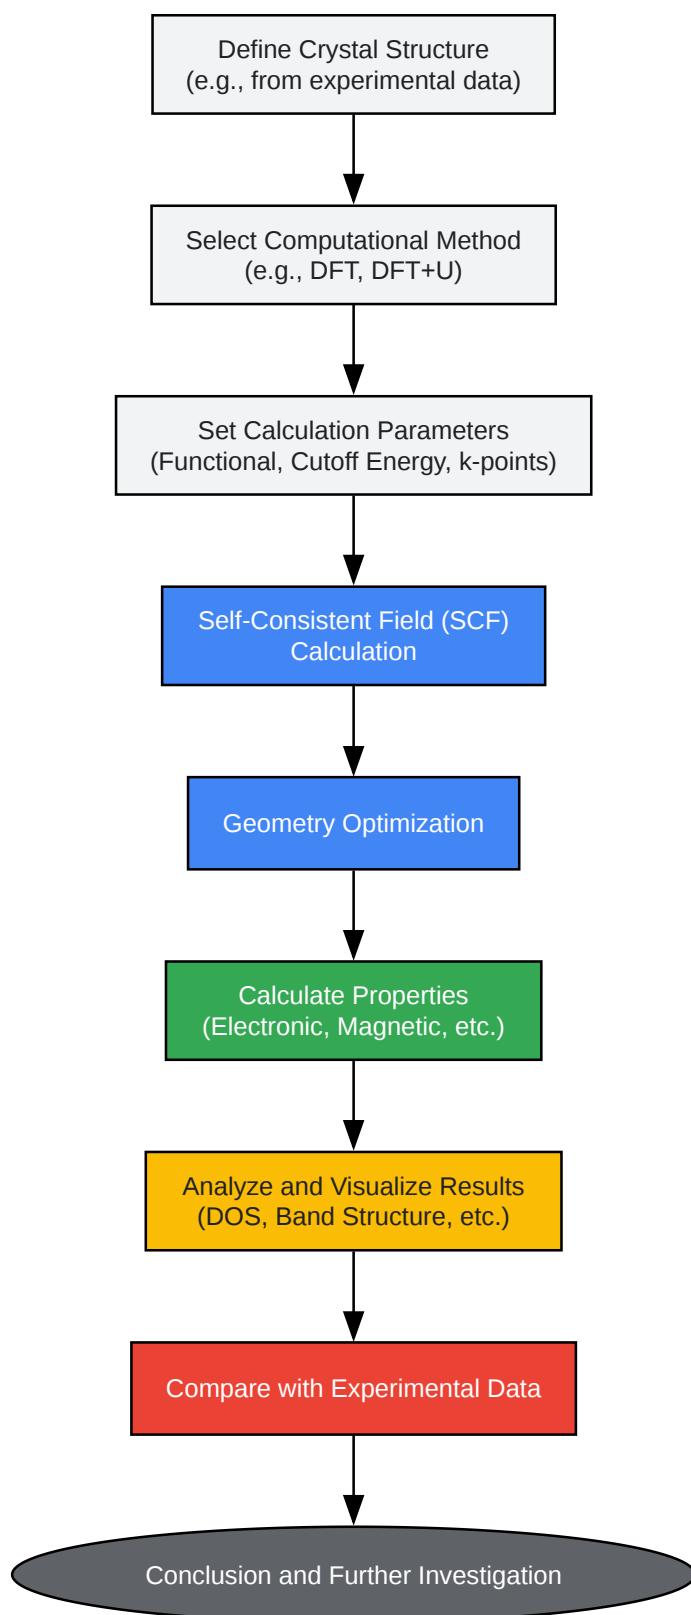 Define Crystal Structure
(e.g., from experimental data)
Select Computational Method
(e.g., DFT, DFT+U)
Set Calculation Parameters
(Functional, Cutoff Energy, k-points)
Self-Consistent Field (SCF)
Calculation
Geometry Optimization
Calculate Properties
(Electronic, Magnetic, etc.)
Analyze and Visualize Results
(DOS, Band Structure, etc.)
Compare with Experimental Data
Conclusion and Further Investigation